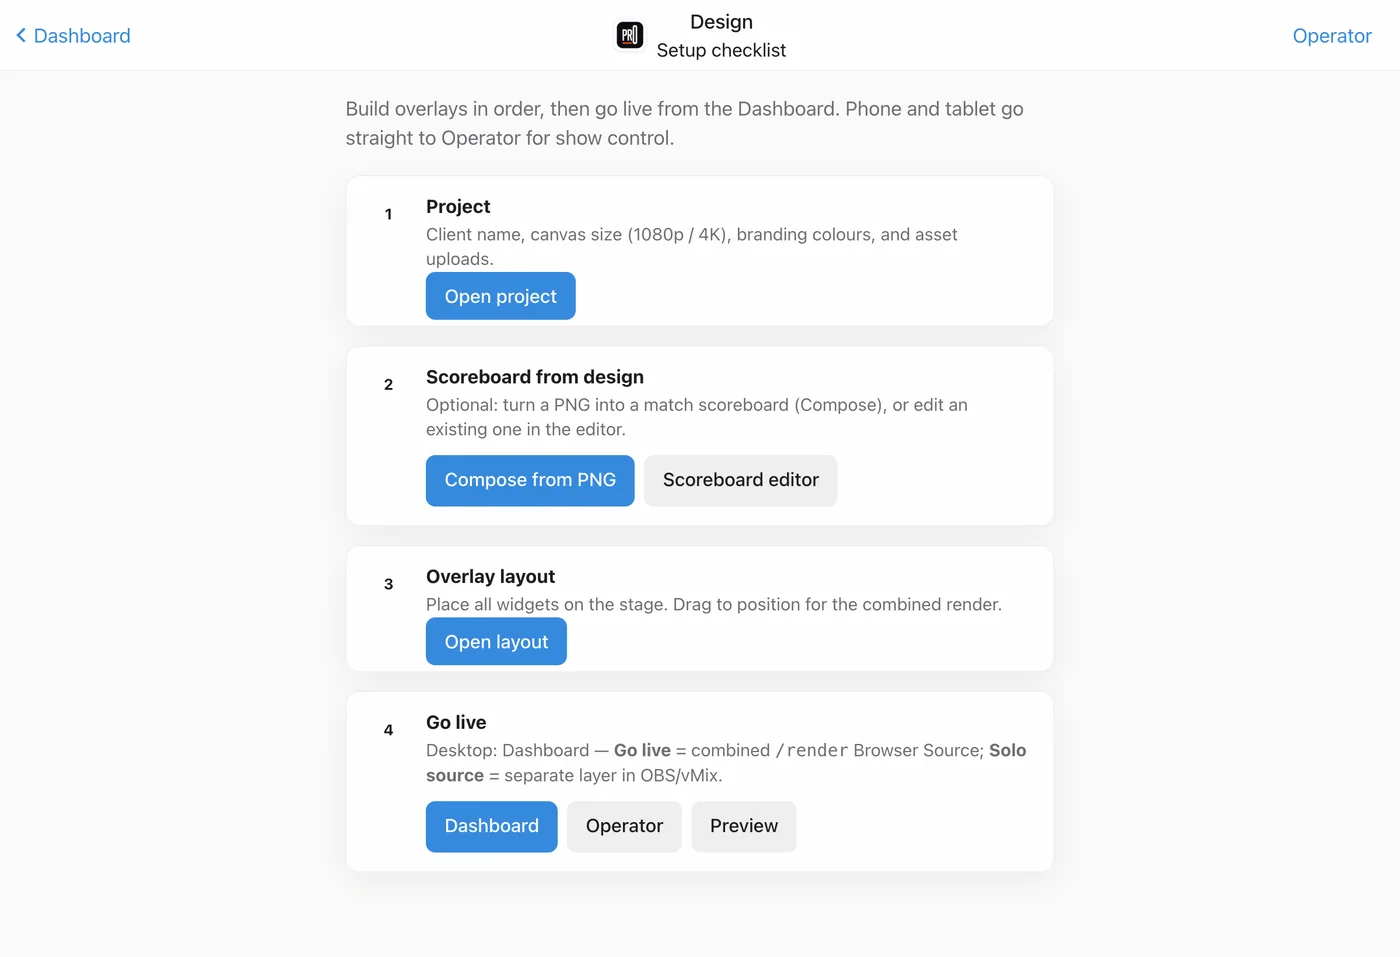 Dashboard
PRO
Design
Setup checklist
Operator
Build overlays in order, then go live from the Dashboard. Phone and tablet go
straight to Operator for show control.
1
Project
Client name, canvas size (1080p / 4K), branding colours, and asset
uploads.
Open project
2
Scoreboard from design
Optional: turn a PNG into a match scoreboard (Compose), or edit an
existing one in the editor.
Compose from PNG
Scoreboard editor
3
Overlay layout
Place all widgets on the stage. Drag to position for the combined render.
Open layout
4
Go live
Desktop: Dashboard — Go live = combined /render Browser Source; Solo
source = separate layer in OBS/vMix.
Dashboard
Operator
Preview